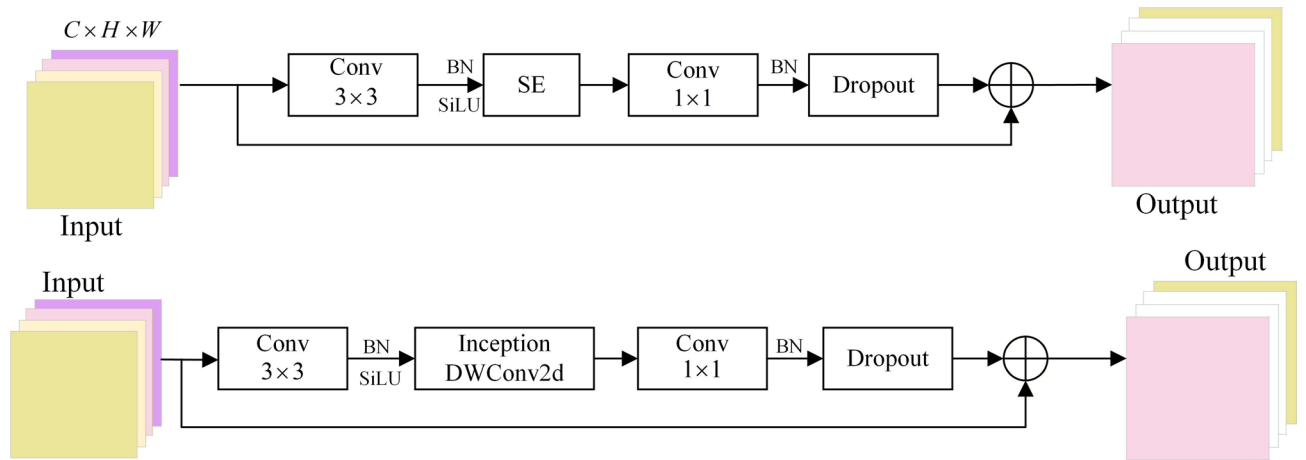 C×H×W
Conv
3×3
BN
SiLU
SE
Conv
1×1
BN
Dropout
Input
Output
Input
Output
Conv
3×3
BN
SiLU
Inception
DWConv2d
Conv
1×1
BN
Dropout